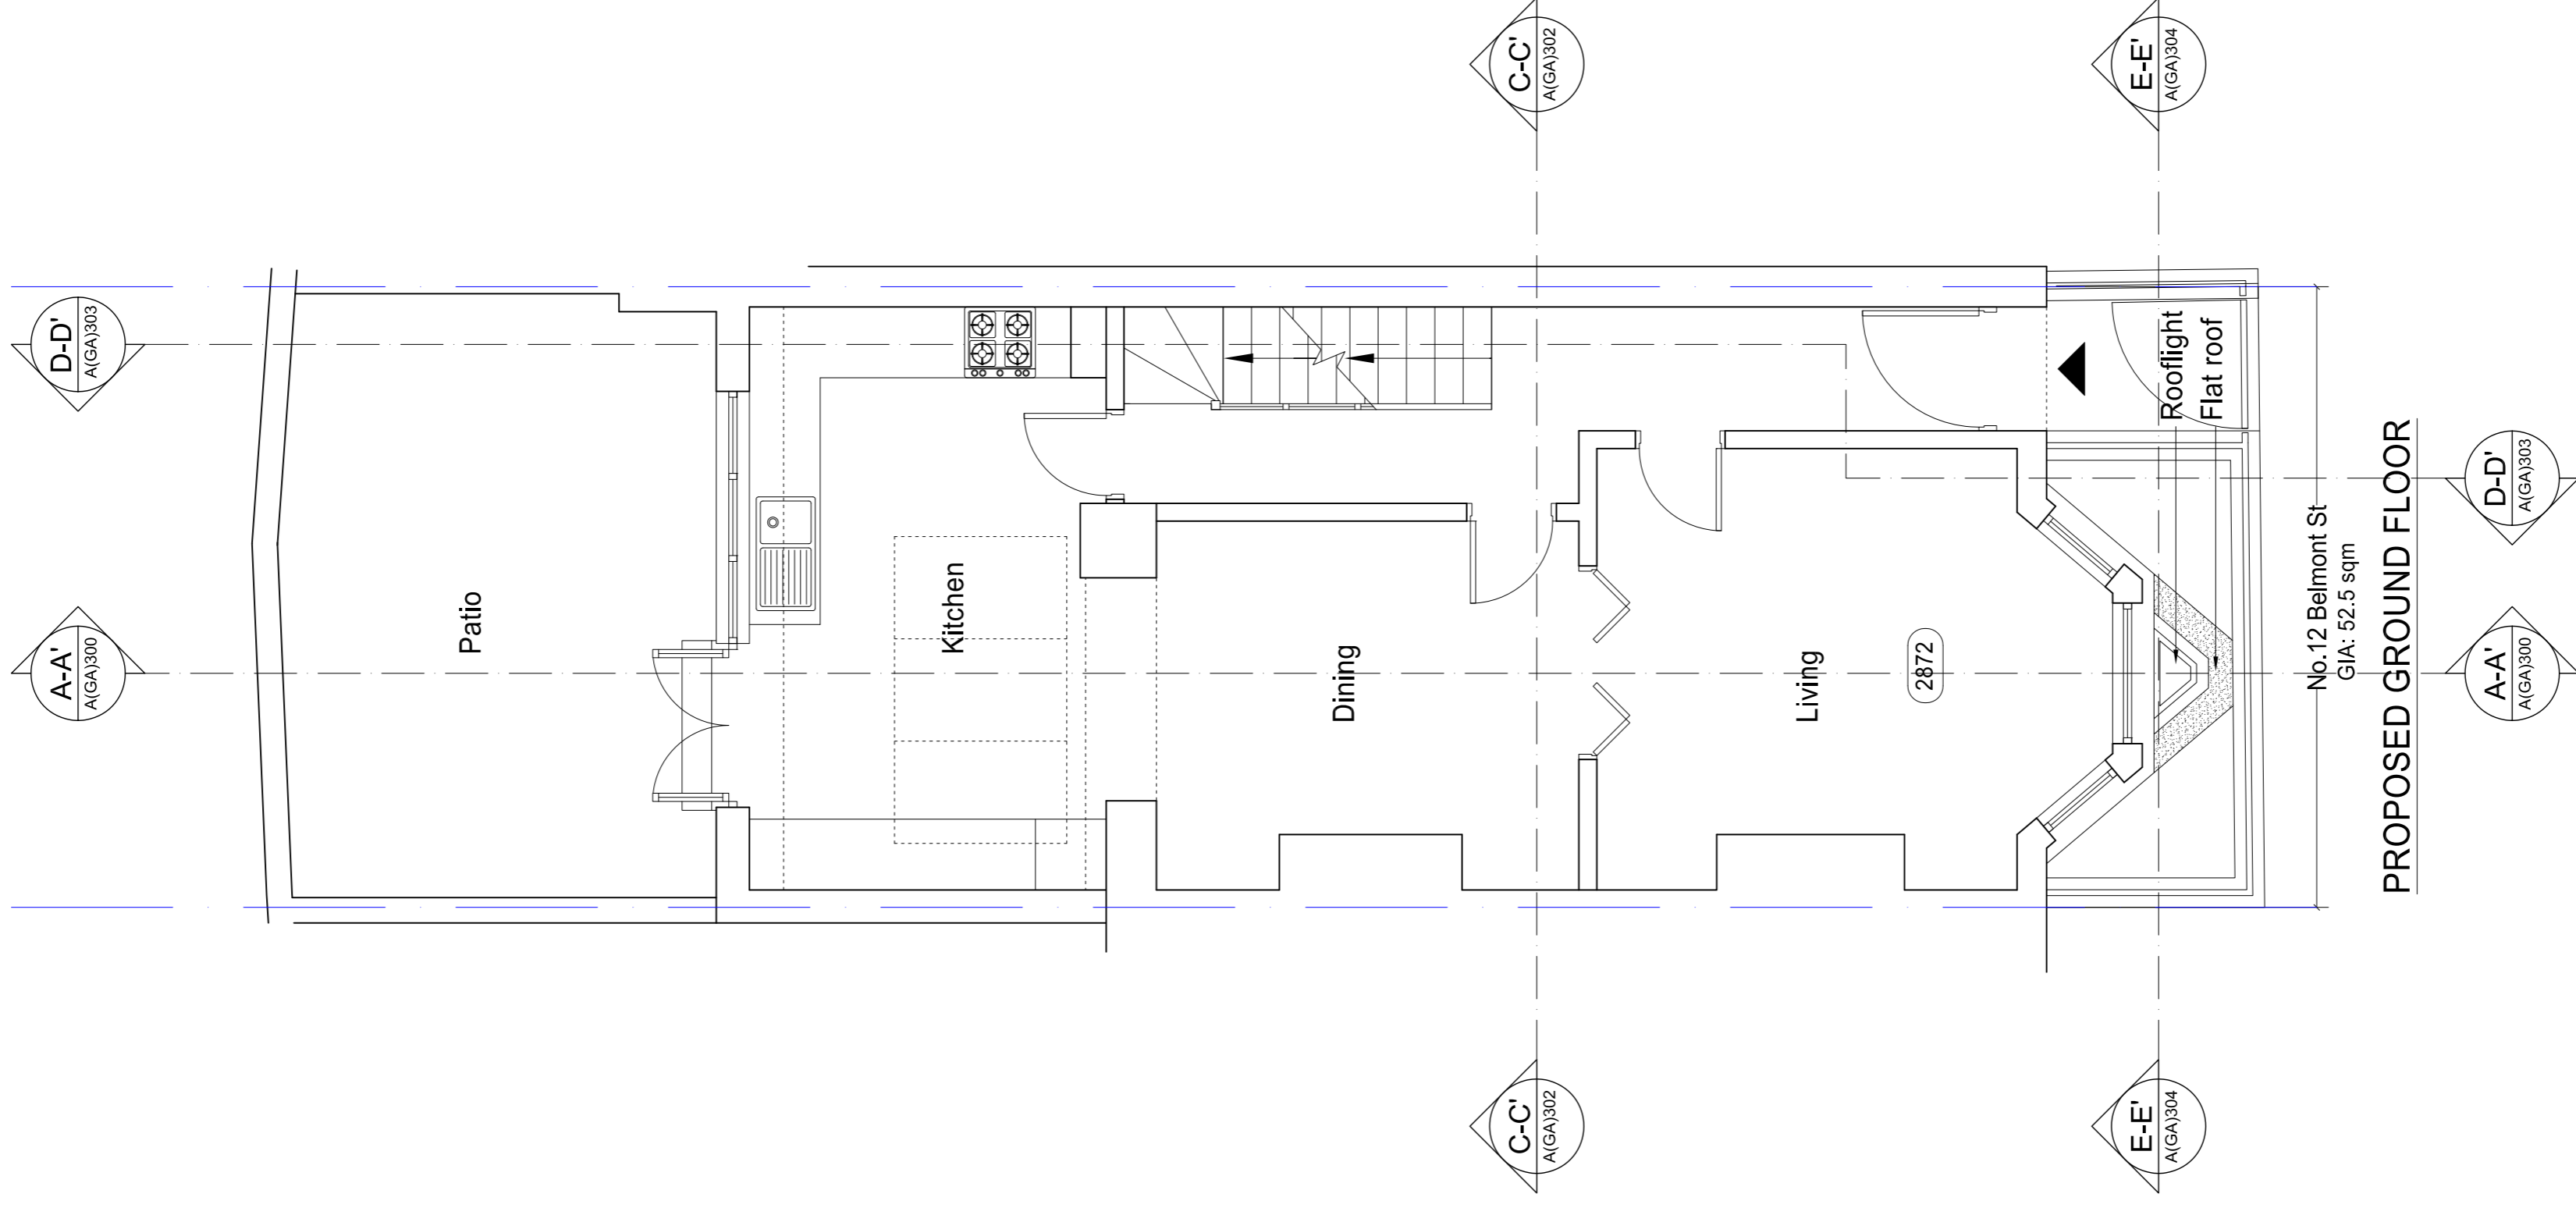 D-D'
A(GA)303
A-A'
A(GA)300
C-C'
A(GA)302
E-E'
A(GA)304
Patio
Kitchen
Dining
Living
2872
Rooflight
Flat roof
No.12 Belmont St
GIA: 52.5 sqm
PROPOSED GROUND FLOOR
D-D'
A(GA)303
A-A'
A(GA)300
C-C'
A(GA)302
E-E'
A(GA)304